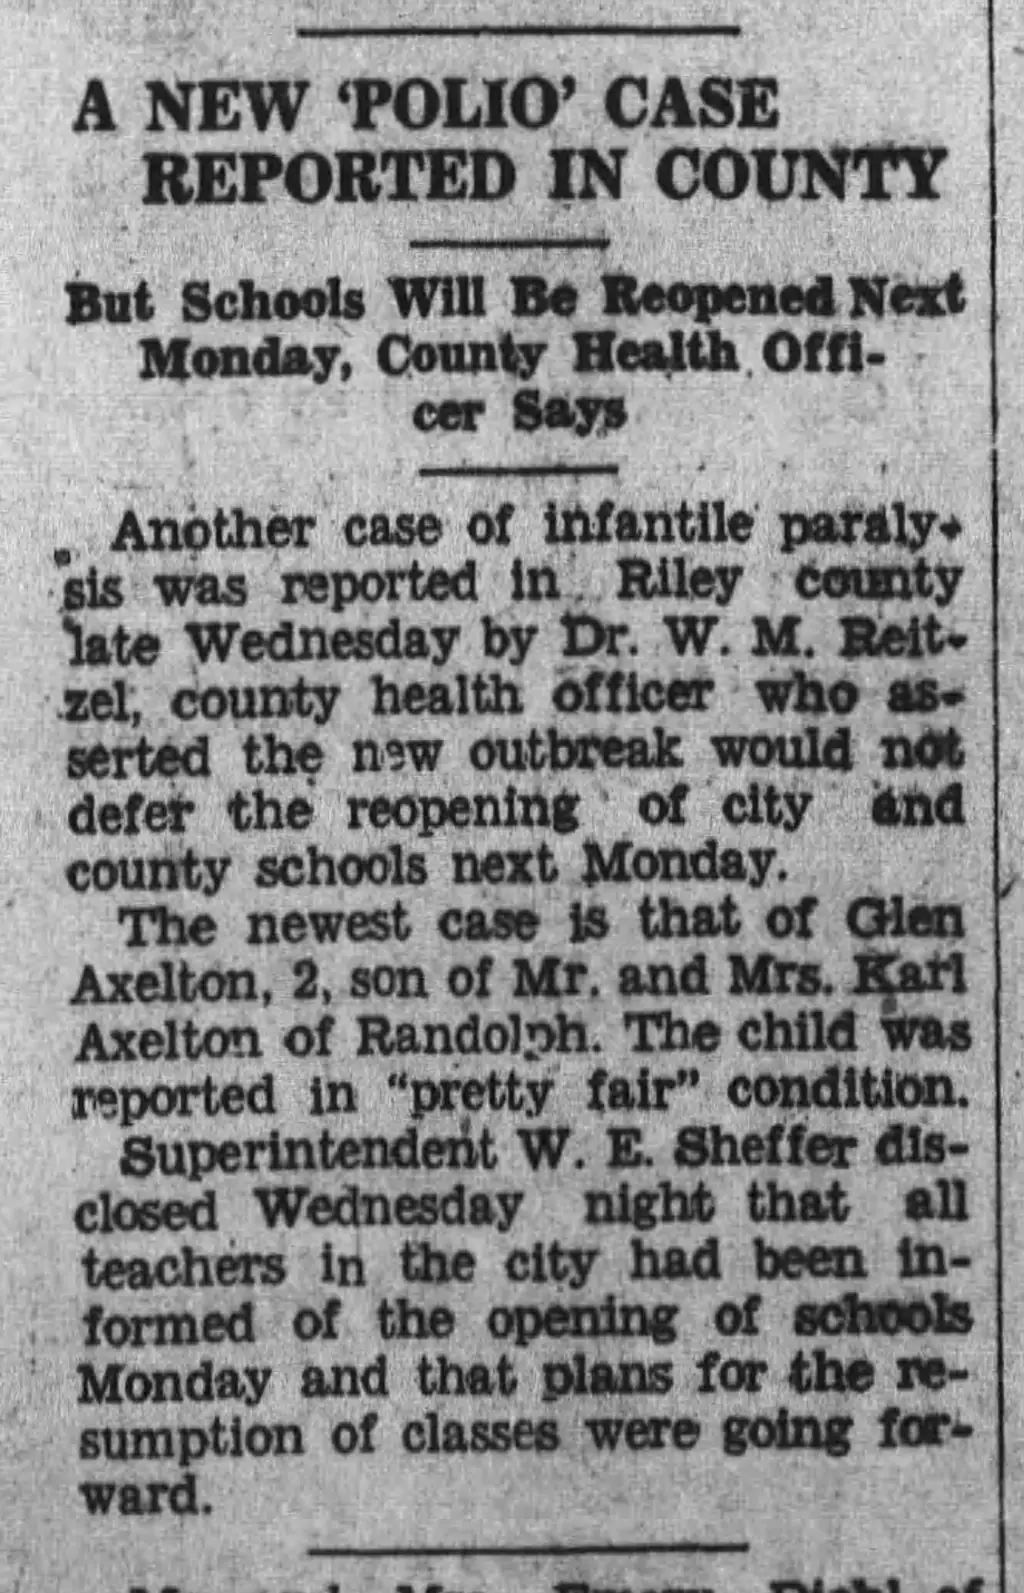 A NEW ‘POLIO’ CASE
REPORTED IN COUNTY
But Schools Will Be Reopened Next
Monday, County Health Offi-
cer Says
Another case of infantile paraly-
sis was reported in Riley county
late Wednesday by Dr. W. M. Reit-
zel, county health officer who as-
serted the new outbreak would not
defer the reopening of city and
county schools next Monday.
The newest case is that of Glen
Axelton, 2, son of Mr. and Mrs. Karl
Axelton of Randolph. The child was
reported in “pretty fair” condition.
Superintendent W. E. Sheffer dis-
closed Wednesday night that all
teachers in the city had been in-
formed of the opening of schools
Monday and that plans for the re-
sumption of classes were going for-
ward.